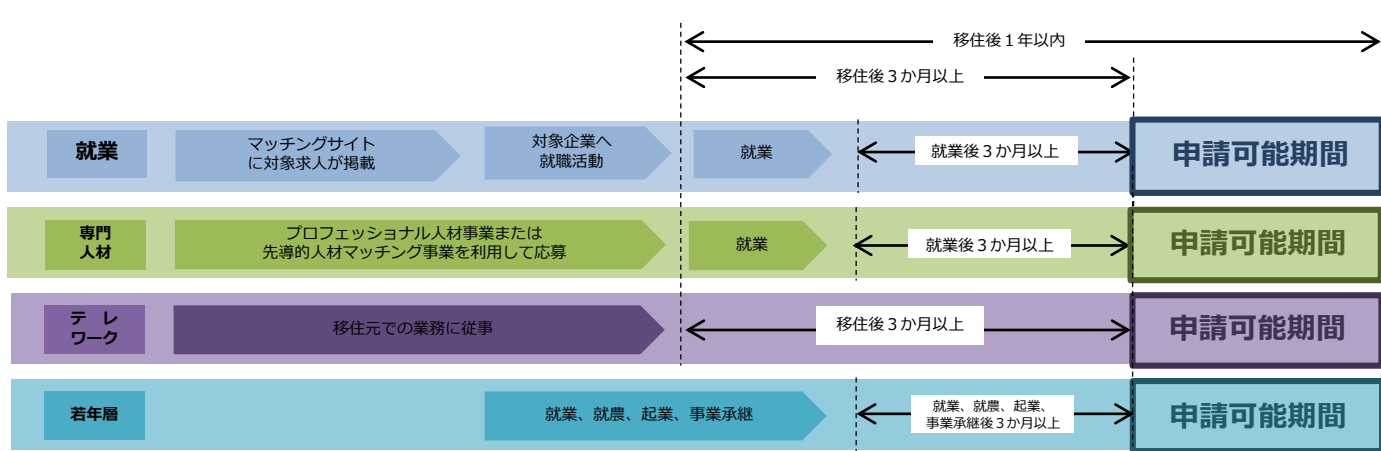 移住後１年以内
移住後３か月以上
就業
マッチングサイト
に対象求人が掲載
対象企業へ
就職活動
就業
就業後３か月以上
申請可能期間
専門
人材
プロフェッショナル人材事業または
先導的人材マッチング事業を利用して応募
就業
就業後３か月以上
申請可能期間
テ　レ
ワーク
移住元での業務に従事
移住後３か月以上
申請可能期間
若年層
就業、就農、起業、事業承継
就業、就農、起業、
事業承継後３か月以上
申請可能期間